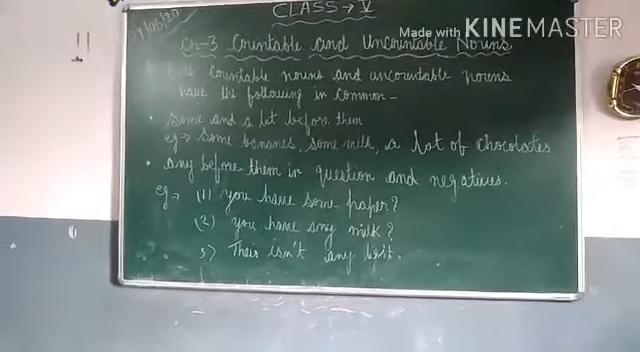 CLASS → V
Made with KINEMASTER
Ch-3 Countable and Uncountable Nouns
Both countable nouns and uncountable nouns
have the following in common -
• Some and a lot before them
eg → Some bananas, some milk, a lot of chocolates
• any before them in question and negatives.
eg → (1) you have some paper?
(2) you have any milk?
3) Their isn't any